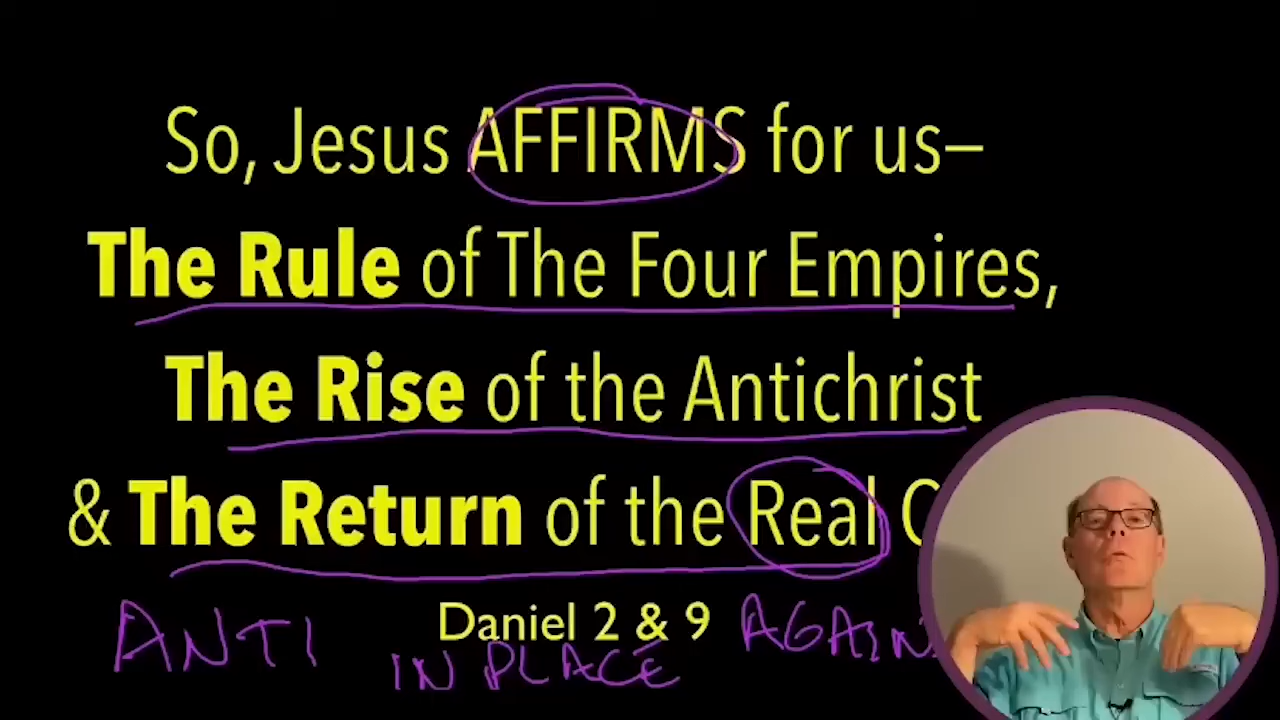 So, Jesus AFFIRMS for us–
The Rule of The Four Empires,
The Rise of the Antichrist
& The Return of the Real
Daniel 2 & 9
ANTI IN PLACE AGAIN